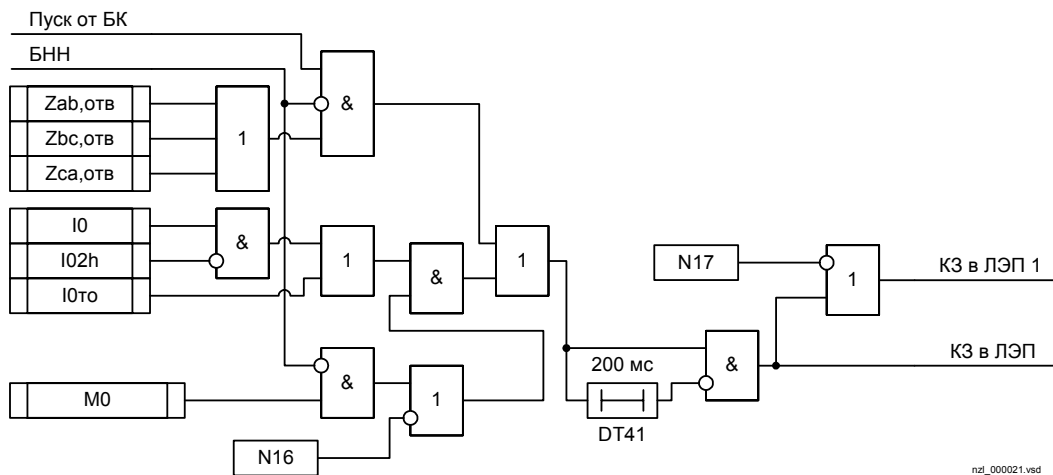 Пуск от БК
БНН
Zab,отв
Zbc,отв
Zca,отв
1
&
I0
I02h
I0то
&
1
&
1
N17
1
КЗ в ЛЭП 1
КЗ в ЛЭП
200 мс
&
DT41
M0
&
1
N16
nzl_000021.vsd